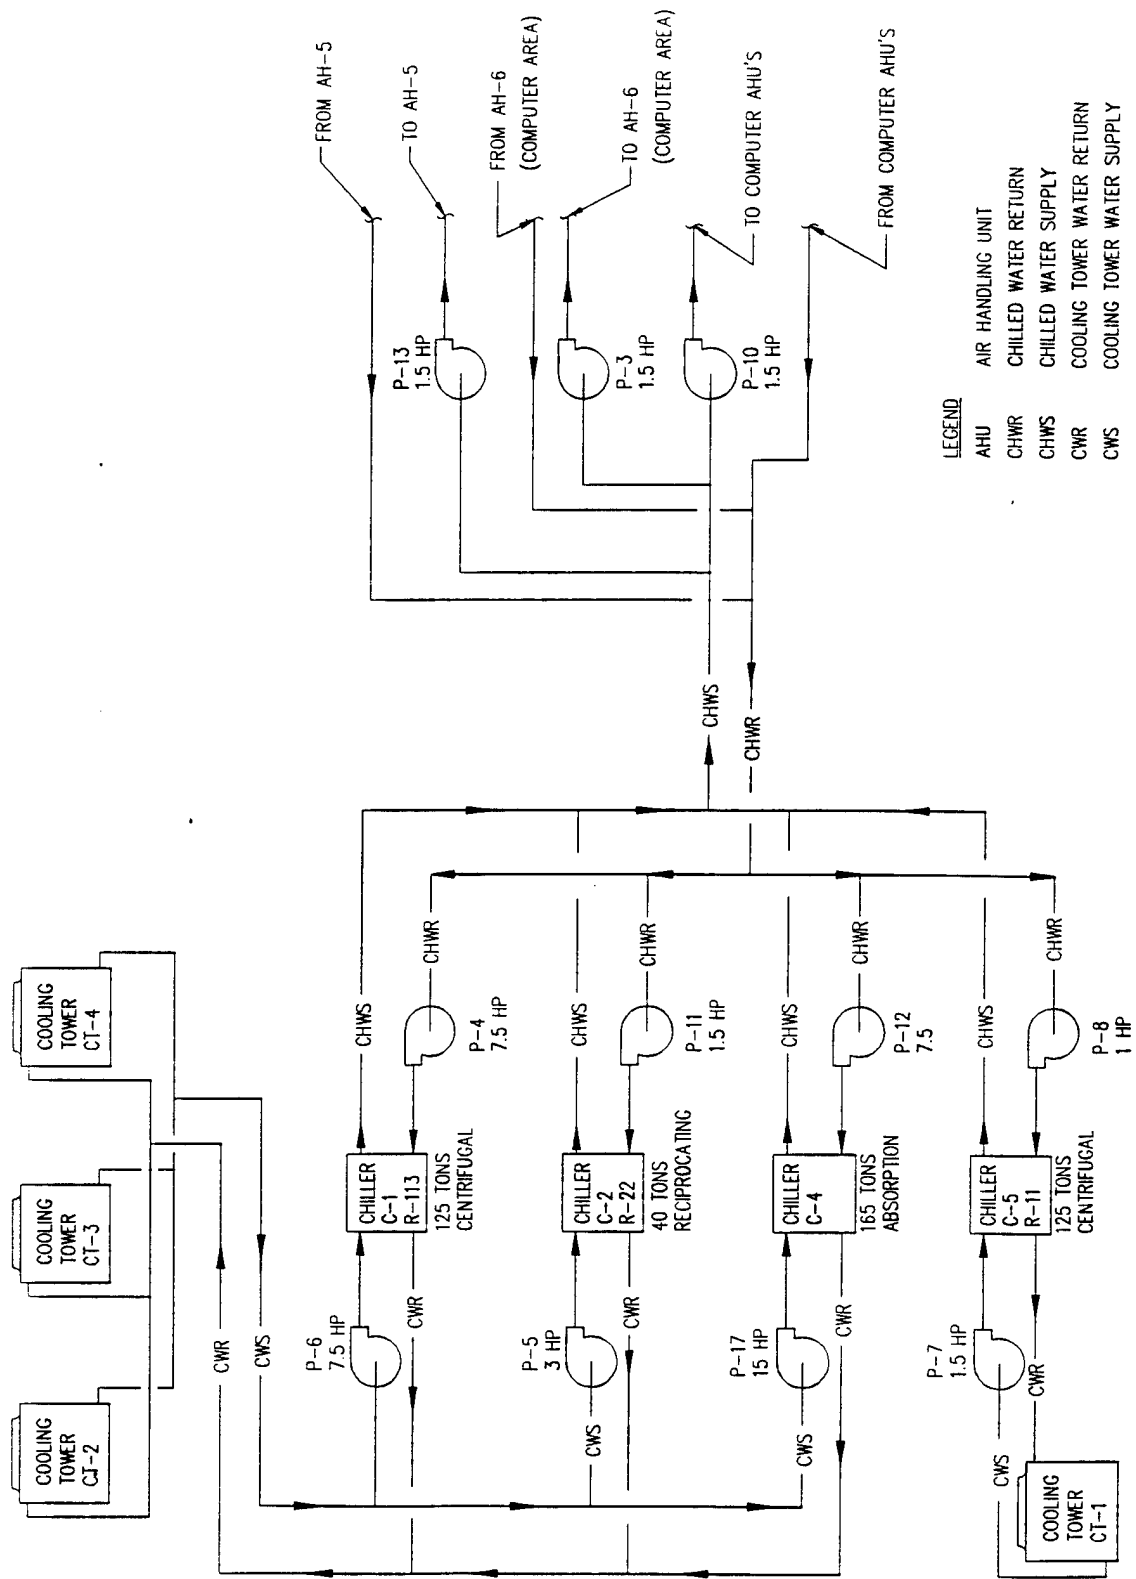 COOLING
TOWER
CT-4
COOLING
TOWER
CT-3
COOLING
TOWER
CT-2
CWR
CWS
FROM AH-5
TO AH-5
FROM AH-6
(COMPUTER AREA)
TO AH-6
(COMPUTER AREA)
TO COMPUTER AHU'S
FROM COMPUTER AHU'S
P-13
1.5 HP
P-3
1.5 HP
P-10
1.5 HP
CHWS
CHWR
P-6
7.5 HP
CWR
CHILLER
C-1
R-113
125 TONS
CENTRIFUGAL
CHWS
CHWR
P-4
7.5 HP
P-5
3 HP
CWS
CWR
CHILLER
C-2
R-22
40 TONS
RECIPROCATING
CHWS
CHWR
P-11
1.5 HP
P-17
15 HP
CWS
CWR
CHILLER
C-4
165 TONS
ABSORPTION
CHWS
CHWR
P-12
7.5
P-7
1.5 HP
CWS
CWR
CHILLER
C-5
R-11
125 TONS
CENTRIFUGAL
CHWS
CHWR
P-8
1 HP
COOLING
TOWER
CT-1
LEGEND
AHU AIR HANDLING UNIT
CHWR CHILLED WATER RETURN
CHWS CHILLED WATER SUPPLY
CWR COOLING TOWER WATER RETURN
CWS COOLING TOWER WATER SUPPLY